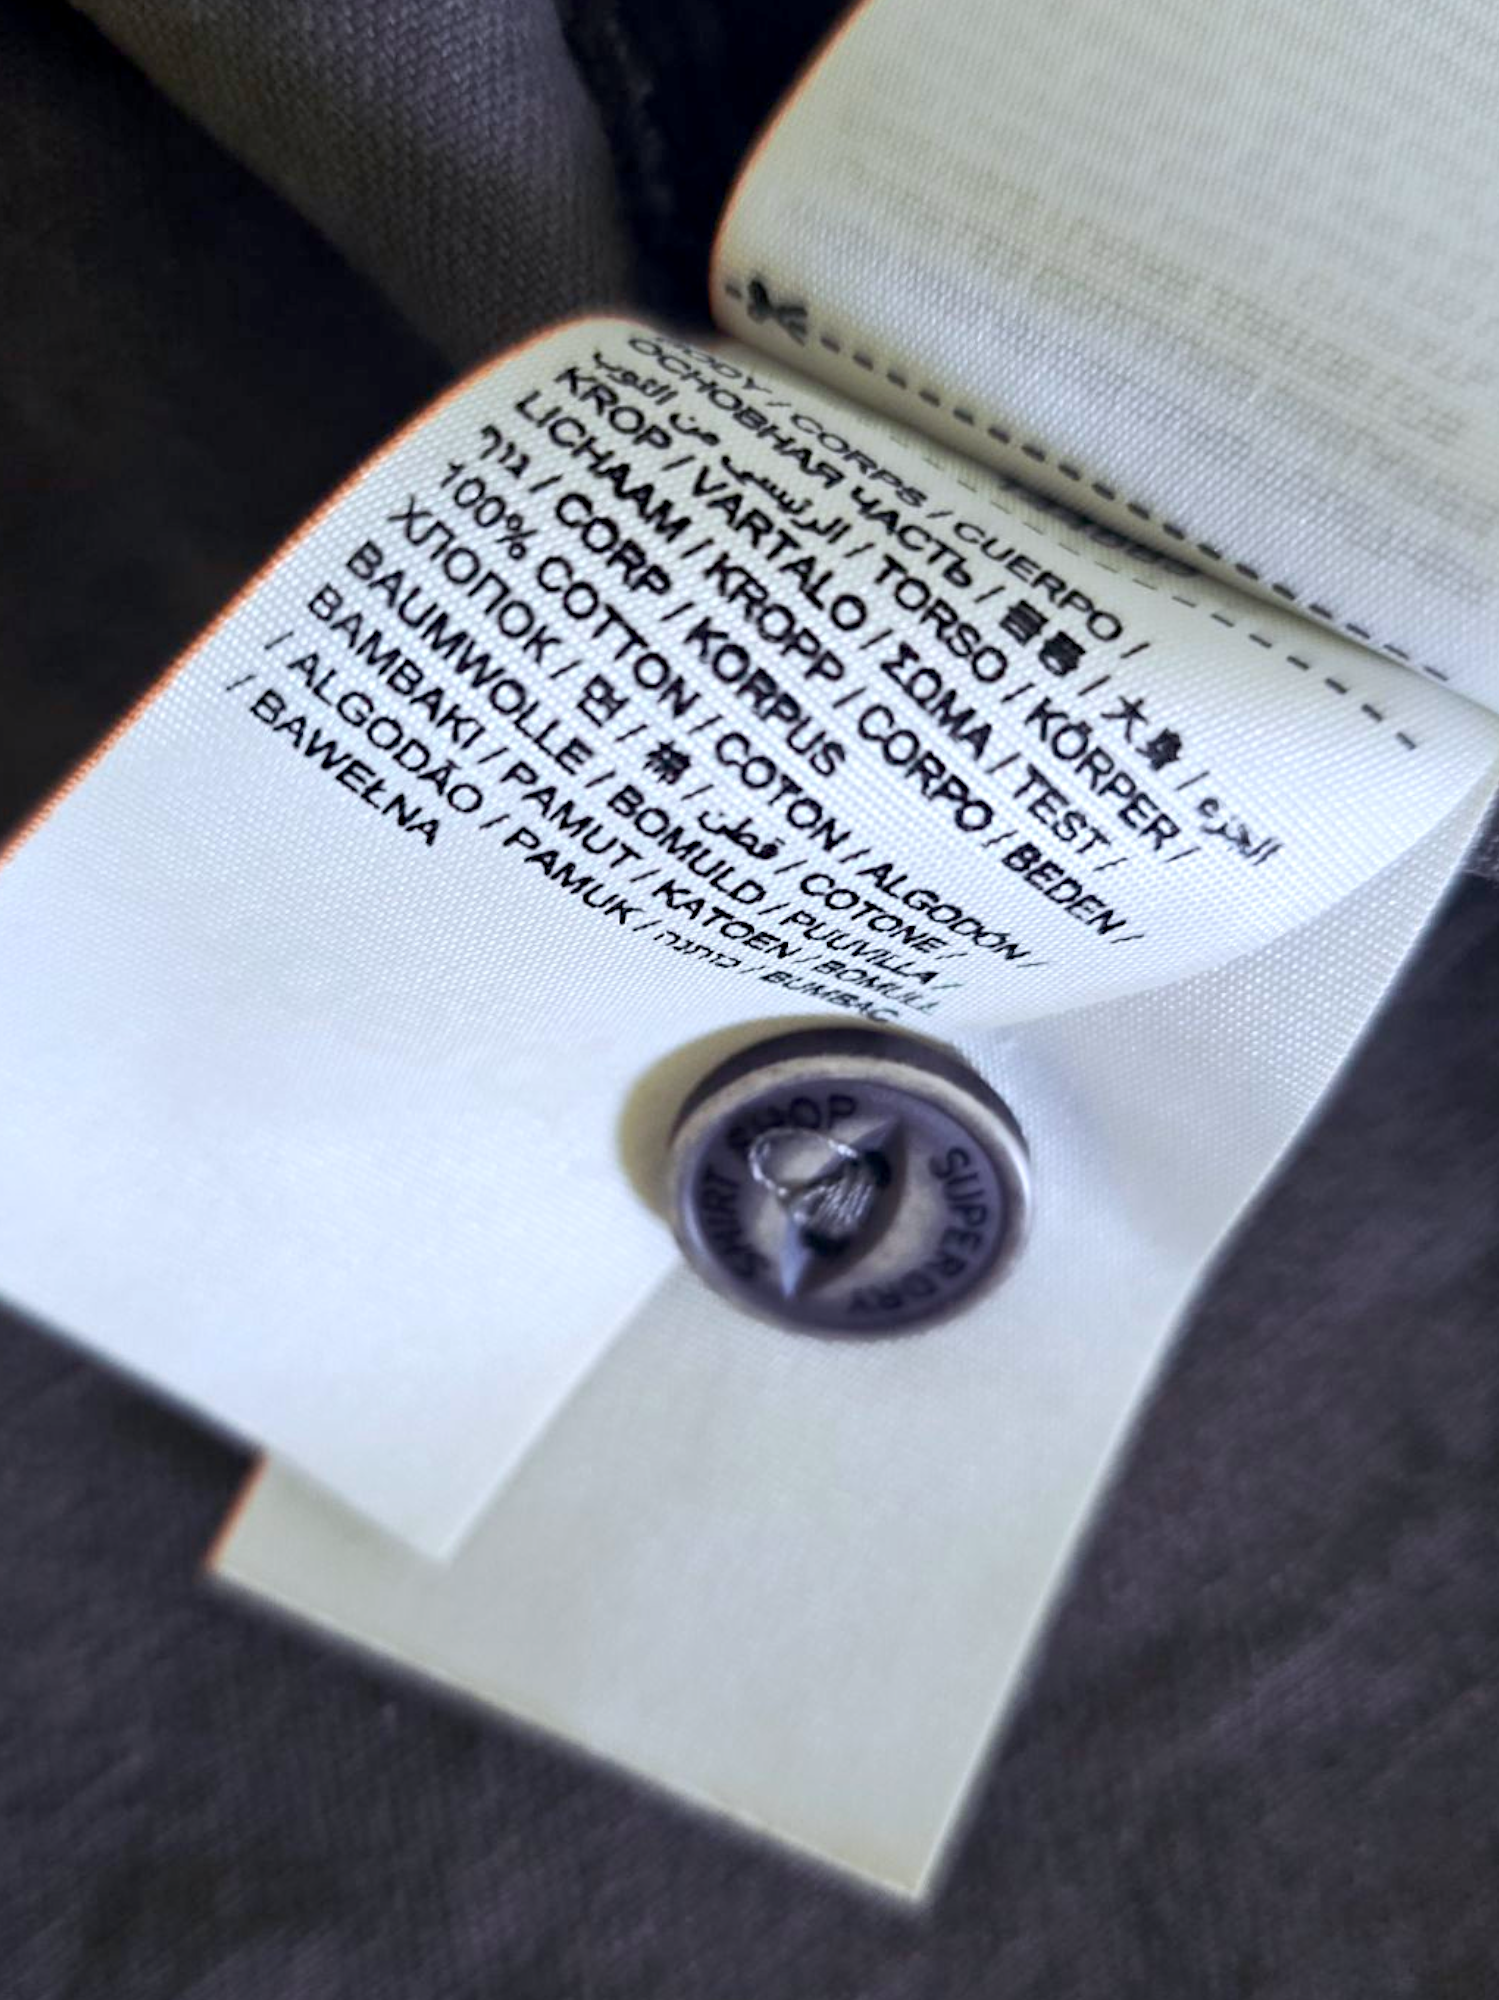 BODY / CORPS / CUERPO /
ОСНОВНАЯ ЧАСТЬ / 몸통 / 大身 / الجزء
الرئيسي من الثوب / TORSO / KÖRPER /
KROP / VARTALO / ΣΩΜΑ / TEST /
LICHAAM / KROPP / CORPO / BEDEN /
גוף / CORP / KORPUS
100% COTTON / COTON / ALGODÓN /
ХЛОПОК / 면 / 棉 / قطن / COTONE /
BAUMWOLLE / BOMULD / PUUVILLA /
BAMBAKI / PAMUT / KATOEN / BOMULL
/ ALGODÃO / PAMUK / כותנה / BUMBAC
/ BAWEŁNA
SHIRT SHOP
SUPERDRY